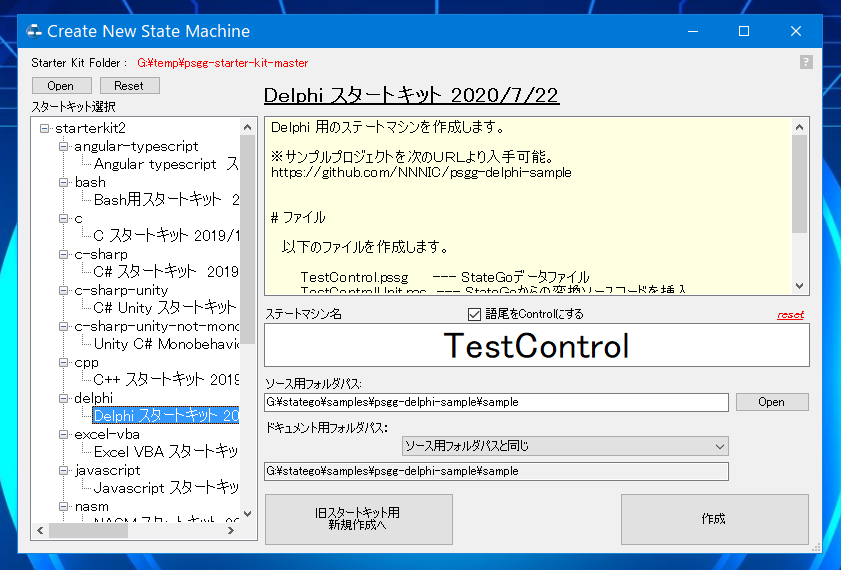 Create New State Machine
Starter Kit Folder : G:¥temp¥psgg-starter-kit-master
?
Open Reset
スタートキット選択
starterkit2
angular-typescript
Angular typescript ス
bash
Bash用スタートキット 2
c
C スタートキット 2019/1
c-sharp
C# スタートキット 2019
c-sharp-unity
C# Unity スタートキット
c-sharp-unity-not-mono
Unity C# Monobehavi
cpp
C++ スタートキット 2019
delphi
Delphi スタートキット 20
excel-vba
Excel VBA スタートキッ
javascript
Javascript スタートキッ
nasm
NASM スタートキット 20
Delphi スタートキット 2020/7/22
Delphi 用のステートマシンを作成します。
※サンプルプロジェクトを次のURLより入手可能。
https://github.com/NNNIC/psgg-delphi-sample
# ファイル
以下のファイルを作成します。
TestControl.pssg --- StateGoデータファイル
TestControlUnit.pas --- StateGoからの変換ソースコードを挿入
ステートマシン名 語尾をControlにする reset
TestControl
ソース用フォルダパス:
G:¥statego¥samples¥psgg-delphi-sample¥sample Open
ドキュメント用フォルダパス:
ソース用フォルダパスと同じ
G:¥statego¥samples¥psgg-delphi-sample¥sample
旧スタートキット用
新規作成へ
作成